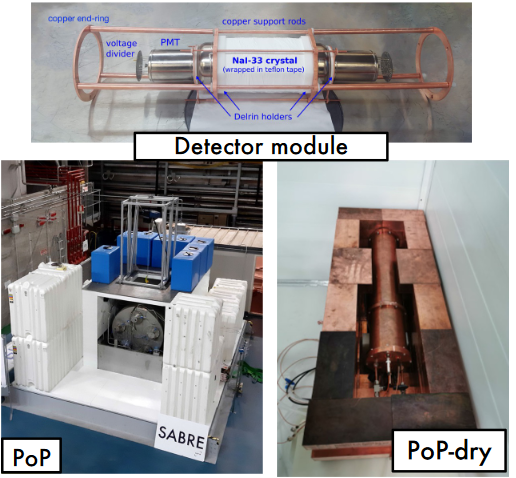 copper end-ring
copper support rods
voltage
divider
PMT
NaI-33 crystal
(wrapped in teflon tape)
Delrin holders
Detector module
SABRE
PoP
PoP-dry